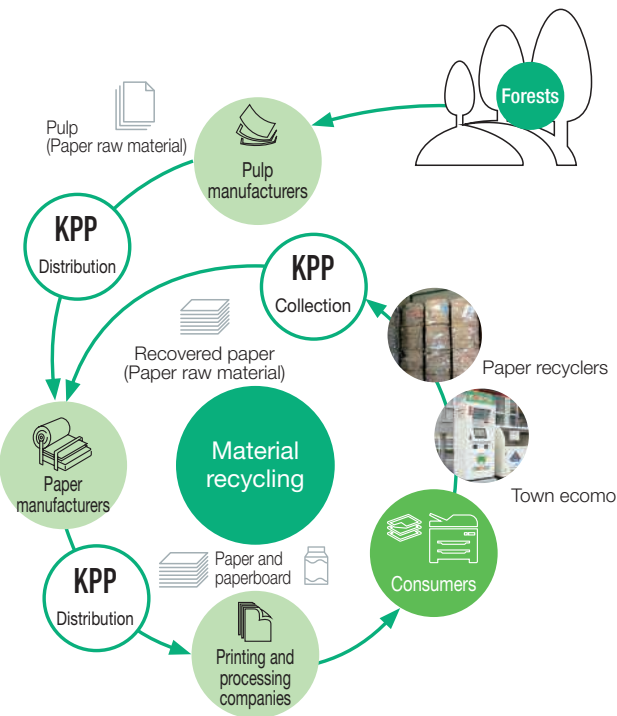 Forests
Pulp
(Paper raw material)
Pulp
manufacturers
KPP
Distribution
KPP
Collection
Recovered paper
(Paper raw material)
Paper recyclers
Town ecomo
Material
recycling
Paper
manufacturers
KPP
Distribution
Paper and
paperboard
Printing and
processing
companies
Consumers